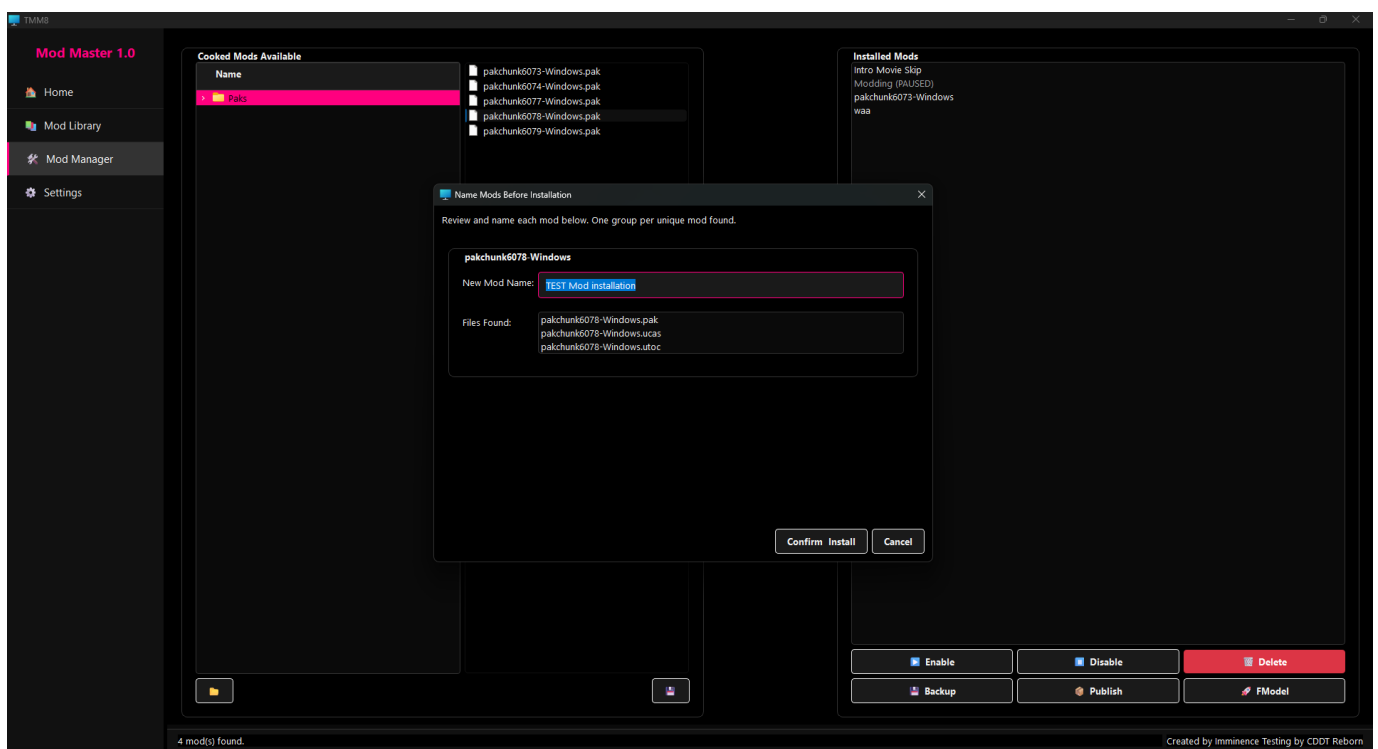 TMM8
Mod Master 1.0
Home
Mod Library
Mod Manager
Settings
Cooked Mods Available
Name
Paks
pakchunk6073-Windows.pak
pakchunk6074-Windows.pak
pakchunk6077-Windows.pak
pakchunk6078-Windows.pak
pakchunk6079-Windows.pak
Installed Mods
Intro Movie Skip
Modding (PAUSED)
pakchunk6073-Windows
waa
Name Mods Before Installation
Review and name each mod below. One group per unique mod found.
pakchunk6078-Windows
New Mod Name: TEST Mod installation
Files Found: pakchunk6078-Windows.pak
pakchunk6078-Windows.ucas
pakchunk6078-Windows.utoc
Confirm Install Cancel
Enable Disable Delete
Backup Publish FModel
4 mod(s) found. Created by Imminence Testing by CDDT Reborn